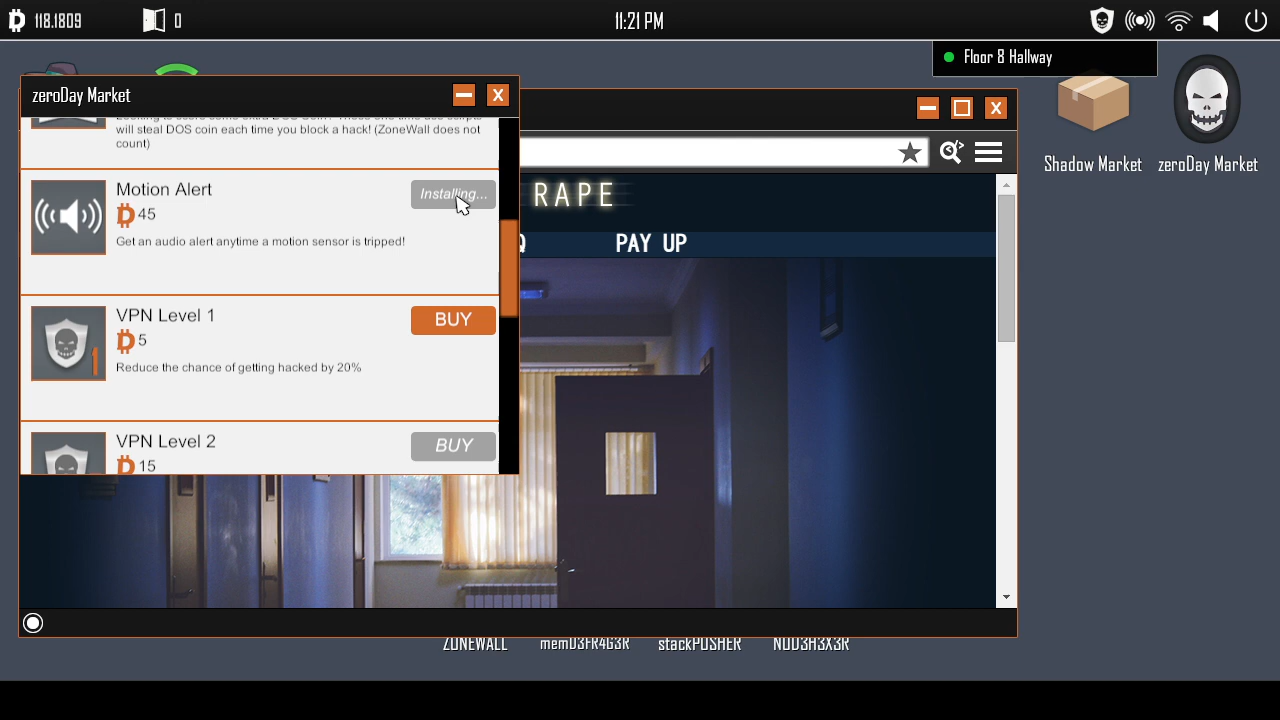 118.1809
0
11:21 PM
Floor 8 Hallway
Shadow Market
zeroDay Market
zeroDay Market
will steal DOS coin each time you block a hack! (ZoneWall does not
count)
Motion Alert
Installing...
45
Get an audio alert anytime a motion sensor is tripped!
VPN Level 1
BUY
5
Reduce the chance of getting hacked by 20%
VPN Level 2
BUY
15
RAPE
Q
PAY UP
ZONEWALL
memD3FR4G3R
stackPUSHER
N0D3H3X3R